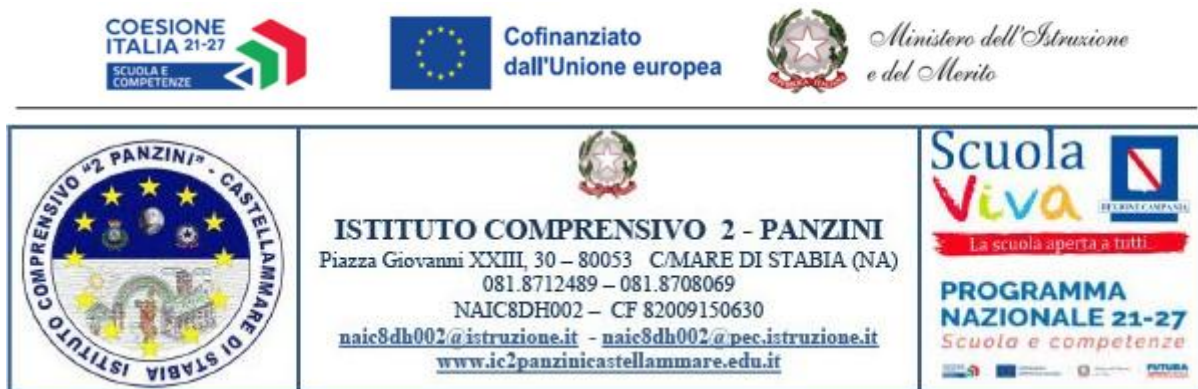 COESIONE
ITALIA 21-27
SCUOLA E
COMPETENZE
Cofinanziato
dall'Unione europea
Ministero dell'Istruzione
e del Merito
ISTITUTO COMPRENSIVO "2 PANZINI" - CASTELLAMMARE DI STABIA
ISTITUTO COMPRENSIVO 2 - PANZINI
Piazza Giovanni XXIII, 30 – 80053 C/MARE DI STABIA (NA)
081.8712489 – 081.8708069
NAIC8DH002 – CF 82009150630
naic8dh002@istruzione.it - naic8dh002@pec.istruzione.it
www.ic2panzinicastellammare.edu.it
Scuola
Viva
REGIONE CAMPANIA
La scuola aperta a tutti
PROGRAMMA
NAZIONALE 21-27
Scuola e competenze
FUTURA